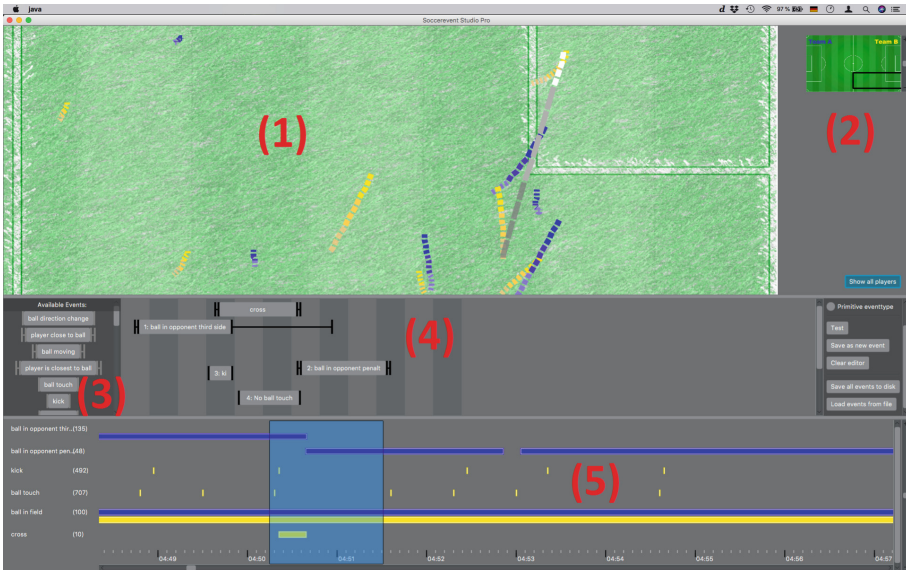 java
97 %
Soccerevent Studio Pro
Team A
Team B
(1)
(2)
Show all players
Available Events:
ball direction change
player close to ball
ball moving
player is closest to ball
ball touch
kick
(3)
cross
1: ball in opponent third side
3: ki
2: ball in opponent penalt
4: No ball touch
(4)
Primitive eventtype
Test
Save as new event
Clear editor
Save all events to disk
Load events from file
ball in opponent thir..(135)
ball in opponent pen..(48)
kick (492)
ball touch (707)
ball in field (100)
cross (10)
(5)
04:49 04:50 04:51 04:52 04:53 04:54 04:55 04:56 04:57